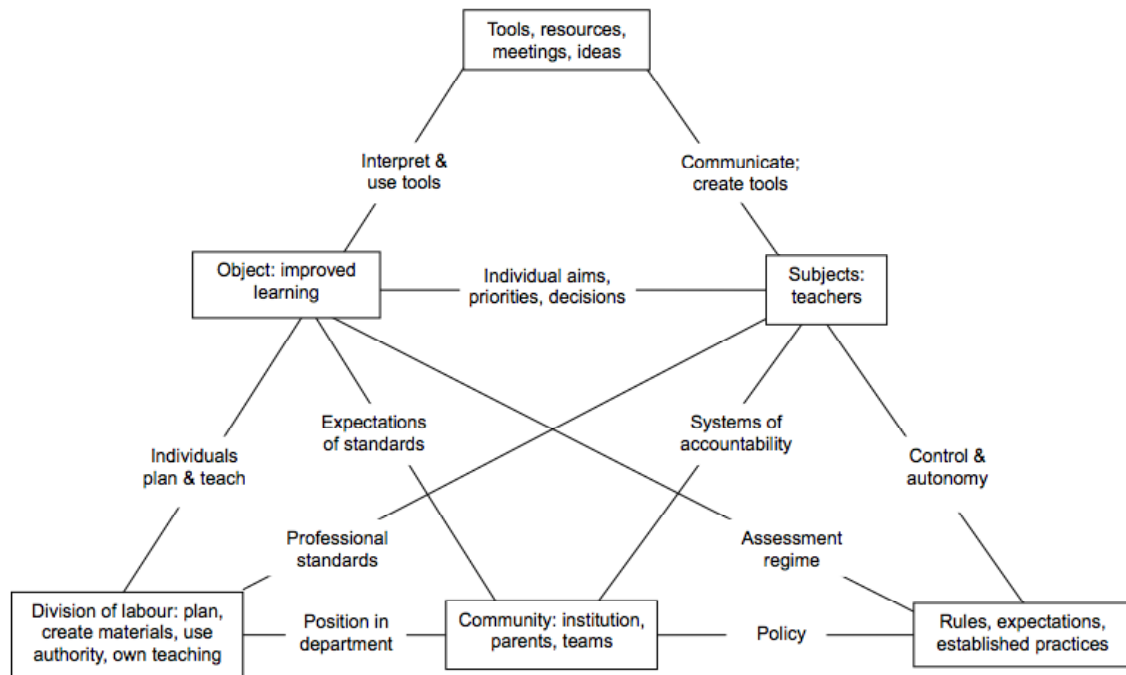 Tools, resources,
meetings, ideas
Interpret &
use tools
Communicate;
create tools
Object: improved
learning
Individual aims,
priorities, decisions
Subjects:
teachers
Expectations
of standards
Systems of
accountability
Individuals
plan & teach
Control &
autonomy
Professional
standards
Assessment
regime
Division of labour: plan,
create materials, use
authority, own teaching
Position in
department
Community: institution,
parents, teams
Policy
Rules, expectations,
established practices